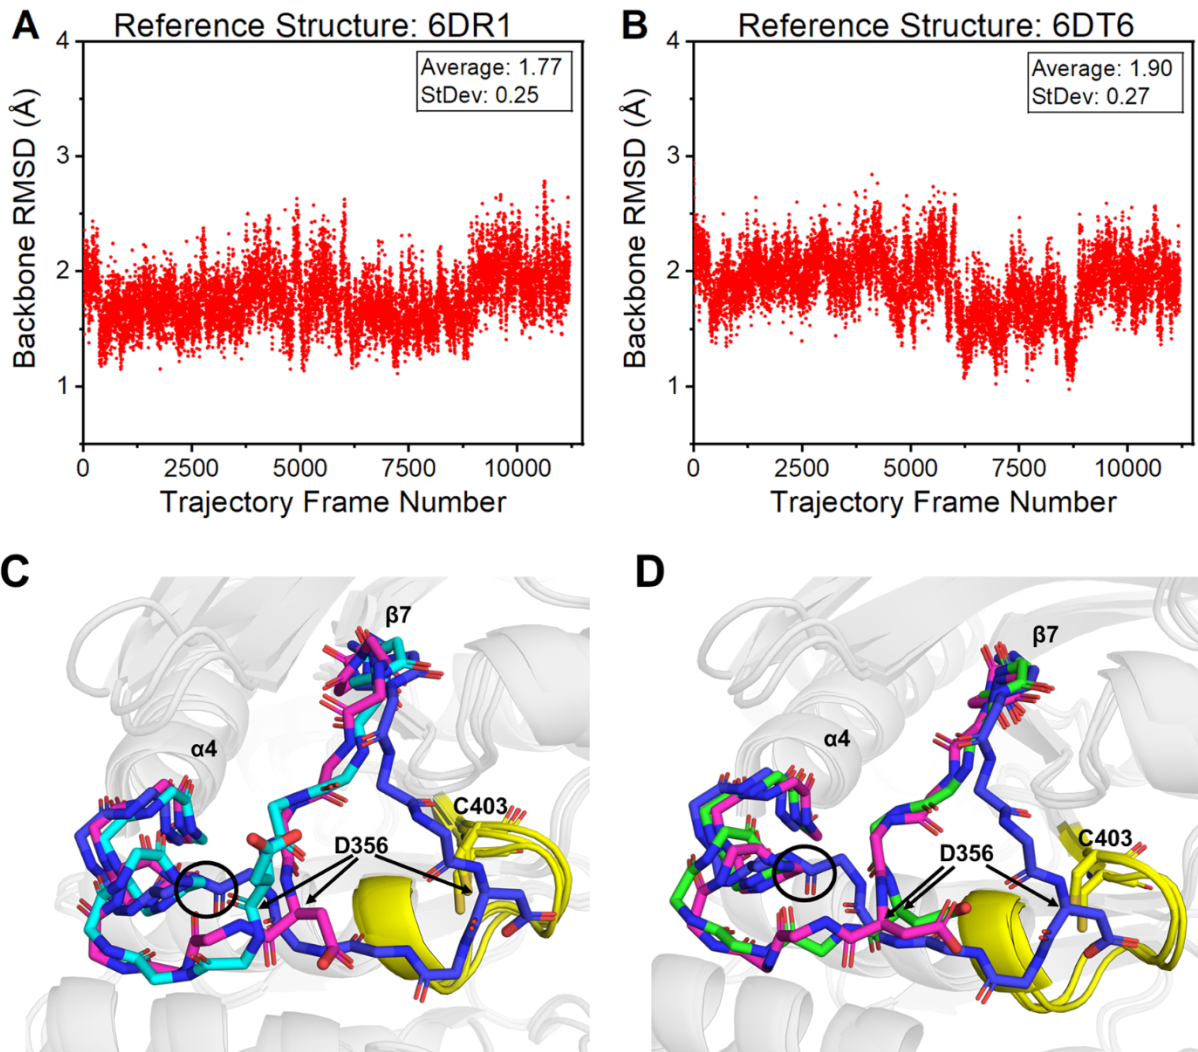 A
Reference Structure: 6DR1
Average: 1.77
StDev: 0.25
Backbone RMSD (Å)
4
3
2
1
0
2500
5000
7500
10000
Trajectory Frame Number
B
Reference Structure: 6DT6
Average: 1.90
StDev: 0.27
Backbone RMSD (Å)
4
3
2
1
0
2500
5000
7500
10000
Trajectory Frame Number
C
β7
α4
C403
D356
D
β7
α4
C403
D356